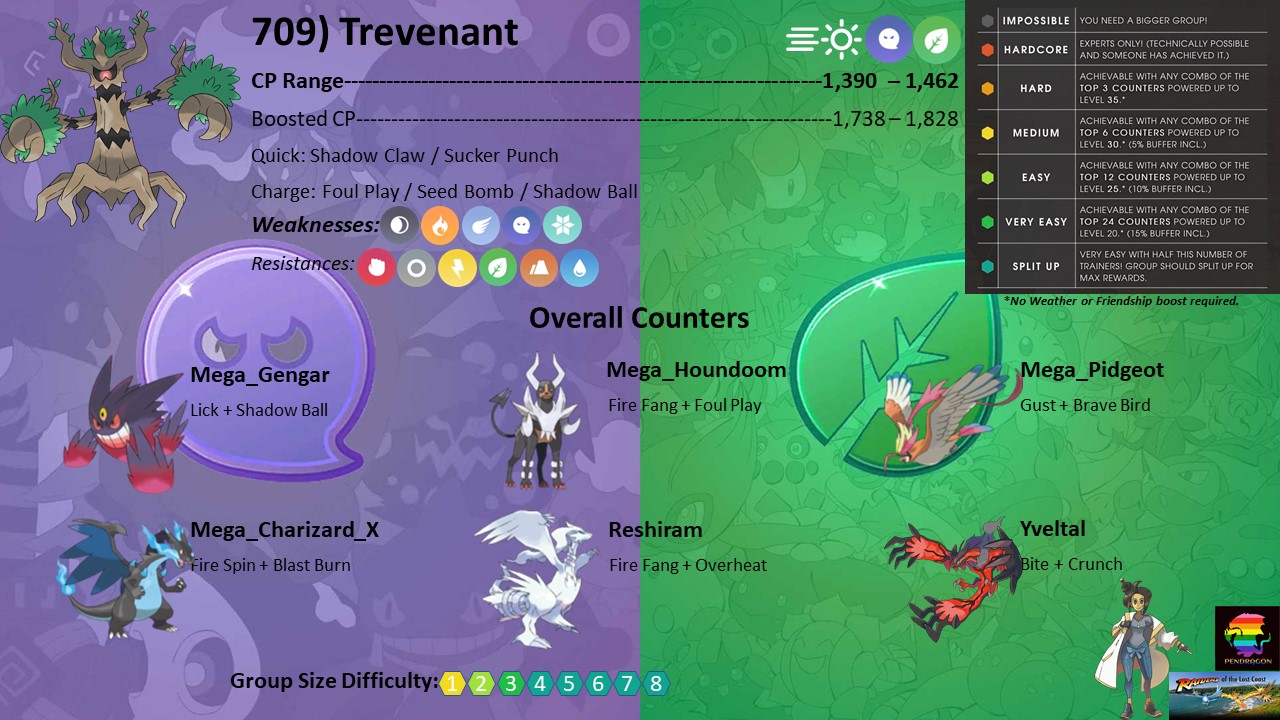 709) Trevenant
CP Range--------------------------------------------------------------------------1,390 – 1,462
Boosted CP-------------------------------------------------------------------------1,738 – 1,828
Quick: Shadow Claw / Sucker Punch
Charge: Foul Play / Seed Bomb / Shadow Ball
Weaknesses:
Resistances:
IMPOSSIBLE YOU NEED A BIGGER GROUP!
HARDCORE EXPERTS ONLY! (TECHNICALLY POSSIBLE
AND SOMEONE HAS ACHIEVED IT.)
HARD ACHIEVABLE WITH ANY COMBO OF THE
TOP 3 COUNTERS POWERED UP TO
LEVEL 35.*
MEDIUM ACHIEVABLE WITH ANY COMBO OF THE
TOP 6 COUNTERS POWERED UP TO
LEVEL 30.* (5% BUFFER INCL.)
EASY ACHIEVABLE WITH ANY COMBO OF THE
TOP 12 COUNTERS POWERED UP TO
LEVEL 25.* (10% BUFFER INCL.)
VERY EASY ACHIEVABLE WITH ANY COMBO OF THE
TOP 24 COUNTERS POWERED UP TO
LEVEL 20.* (15% BUFFER INCL.)
SPLIT UP VERY EASY WITH HALF THIS NUMBER OF
TRAINERS! GROUP SHOULD SPLIT UP FOR
MAX REWARDS.
*No Weather or Friendship boost required.
Overall Counters
Mega_Gengar
Lick + Shadow Ball
Mega_Houndoom
Fire Fang + Foul Play
Mega_Pidgeot
Gust + Brave Bird
Mega_Charizard_X
Fire Spin + Blast Burn
Reshiram
Fire Fang + Overheat
Yveltal
Bite + Crunch
Group Size Difficulty: 1 2 3 4 5 6 7 8
PENDRAGON
RAIDERS of the Lost Coast